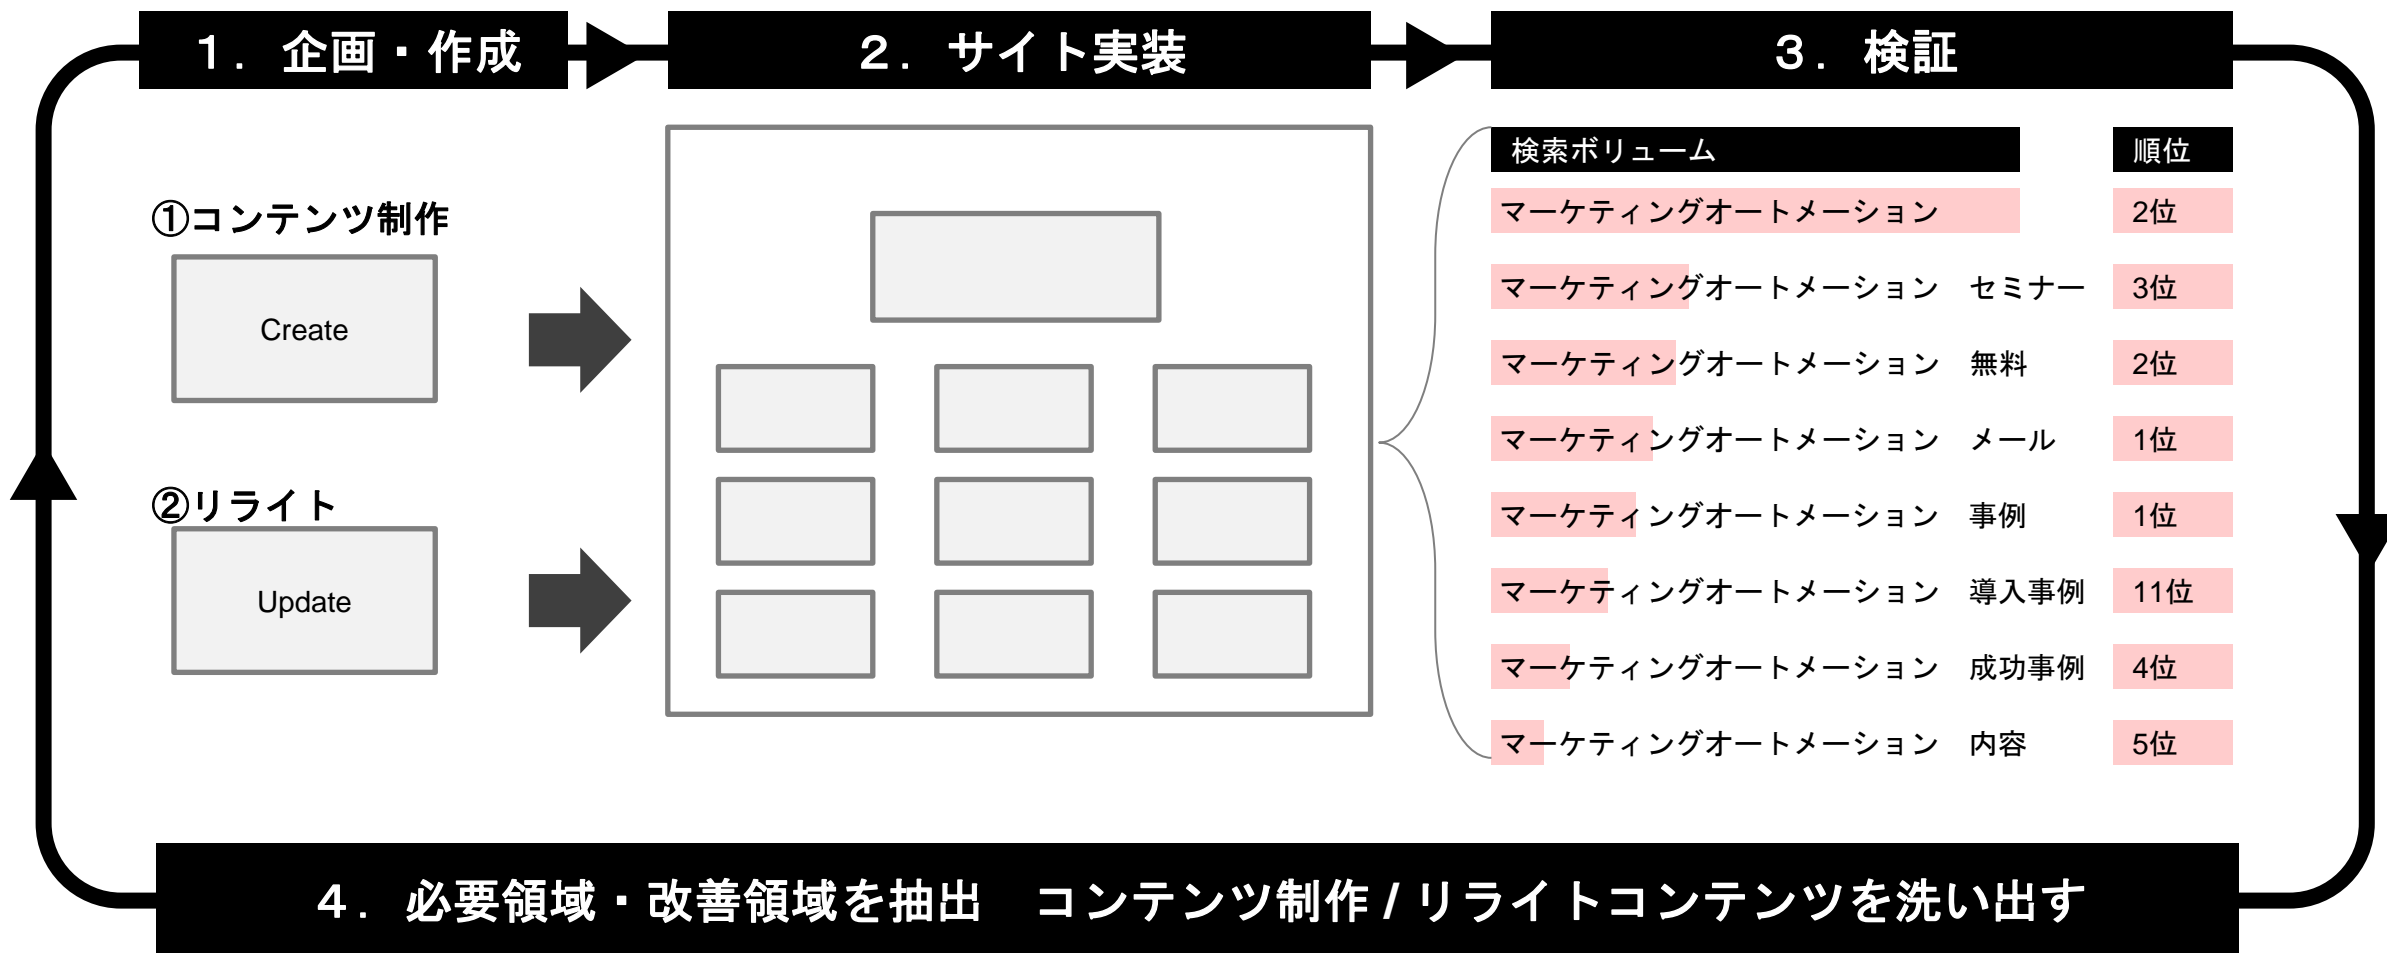 1. 企画・作成
2. サイト実装
3. 検証
①コンテンツ制作
Create
②リライト
Update
検索ボリューム 順位
マーケティングオートメーション 2位
マーケティングオートメーション　セミナー 3位
マーケティングオートメーション　無料 2位
マーケティングオートメーション　メール 1位
マーケティングオートメーション　事例 1位
マーケティングオートメーション　導入事例 11位
マーケティングオートメーション　成功事例 4位
マーケティングオートメーション　内容 5位
4. 必要領域・改善領域を抽出　コンテンツ制作/リライトコンテンツを洗い出す